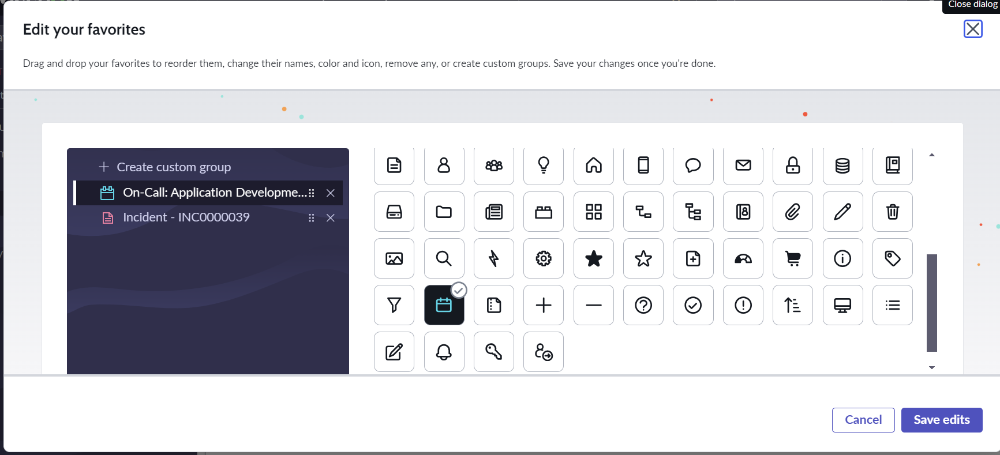 Close dialog
Edit your favorites
Drag and drop your favorites to reorder them, change their names, color and icon, remove any, or create custom groups. Save your changes once you're done.
Create custom group
On-Call: Application Developme...
Incident - INC0000039
Cancel
Save edits